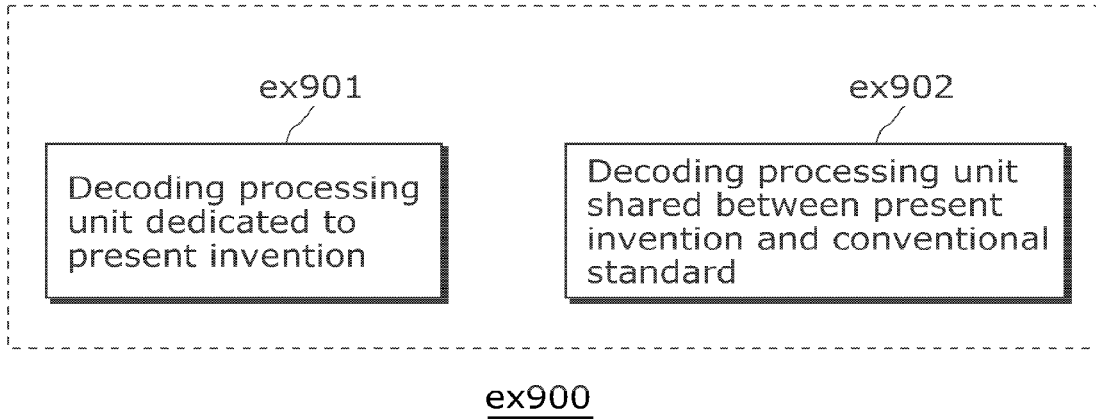 ex901
ex902
Decoding processing
unit dedicated to
present invention
Decoding processing unit
shared between present
invention and conventional
standard
ex900